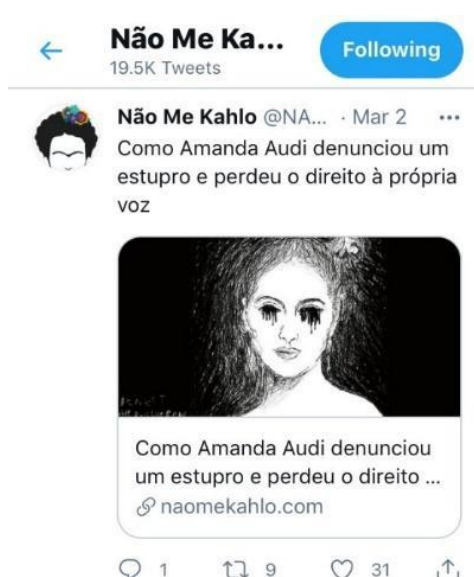 Não Me Ka...
19.5K Tweets
Following
Não Me Kahlo @NA... · Mar 2 ...
Como Amanda Audi denunciou um
estupro e perdeu o direito à própria
voz
Como Amanda Audi denunciou
um estupro e perdeu o direito ...
naomekahlo.com
1 9 31